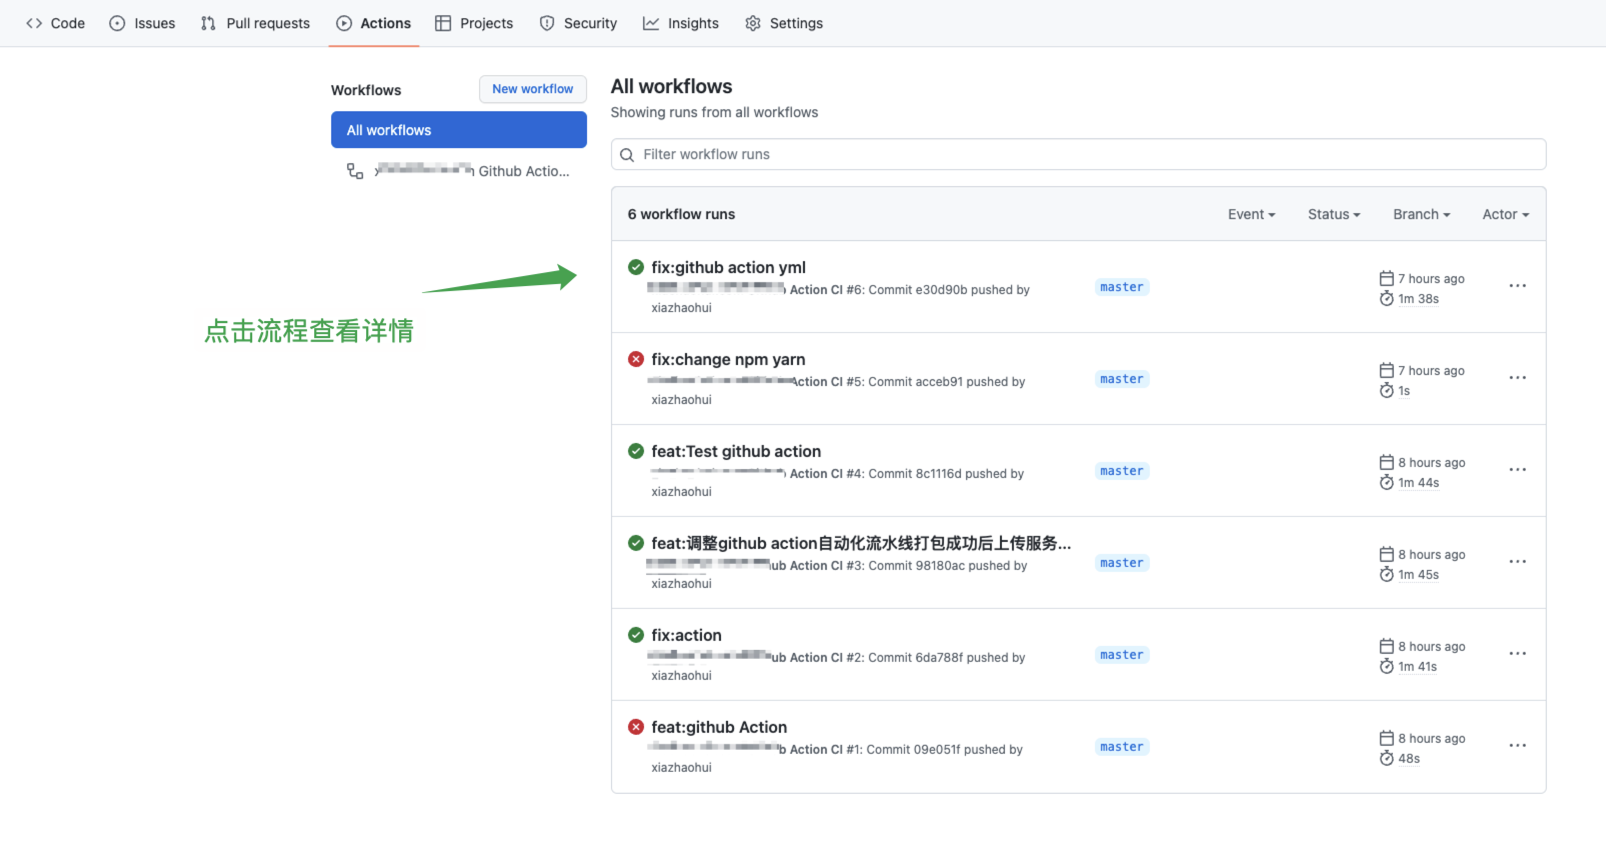 Code Issues Pull requests Actions Projects Security Insights Settings
Workflows
New workflow
All workflows
Github Actio...
点击流程查看详情
All workflows
Showing runs from all workflows
Filter workflow runs
6 workflow runs Event Status Branch Actor
fix:github action yml
Action CI #6: Commit e30d90b pushed by
xiazhaohui
master
7 hours ago
1m 38s
fix:change npm yarn
Action CI #5: Commit acceb91 pushed by
xiazhaohui
master
7 hours ago
1s
feat:Test github action
Action CI #4: Commit 8c1116d pushed by
xiazhaohui
master
8 hours ago
1m 44s
feat:调整github action自动化流水线打包成功后上传服务...
ub Action CI #3: Commit 98180ac pushed by
xiazhaohui
master
8 hours ago
1m 45s
fix:action
ub Action CI #2: Commit 6da788f pushed by
xiazhaohui
master
8 hours ago
1m 41s
feat:github Action
b Action CI #1: Commit 09e051f pushed by
xiazhaohui
master
8 hours ago
48s